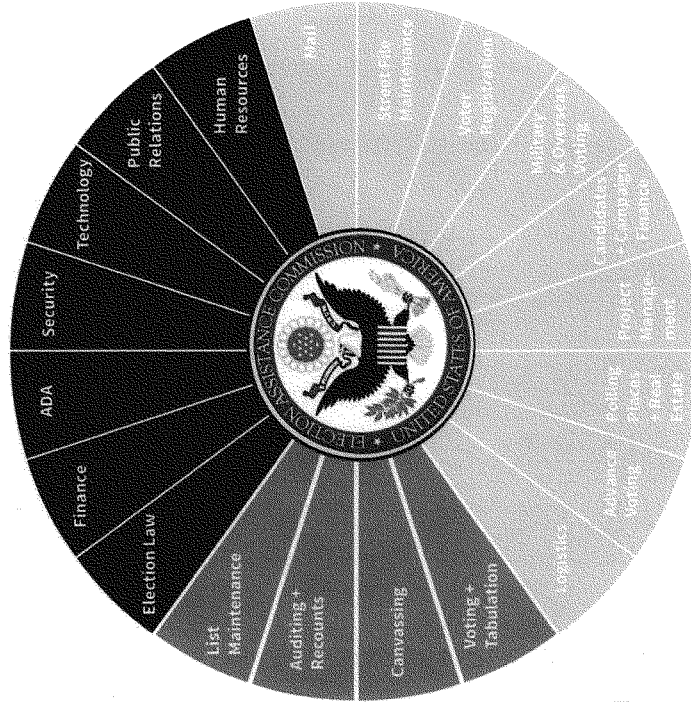 Mail
Street File
Maintenance
Voter
Registration
Military
& Overseas
Voting
Candidates
+ Campaign
Finance
Project
Manage-
ment
Polling
Places
+ Real
Estate
Advance
Voting
Logistics
Voting +
Tabulation
Canvassing
Auditing +
Recounts
List
Maintenance
Election Law
Finance
ADA
Security
Technology
Public
Relations
Human
Resources
ELECTION ASSISTANCE COMMISSION
★ UNITED STATES OF AMERICA ★